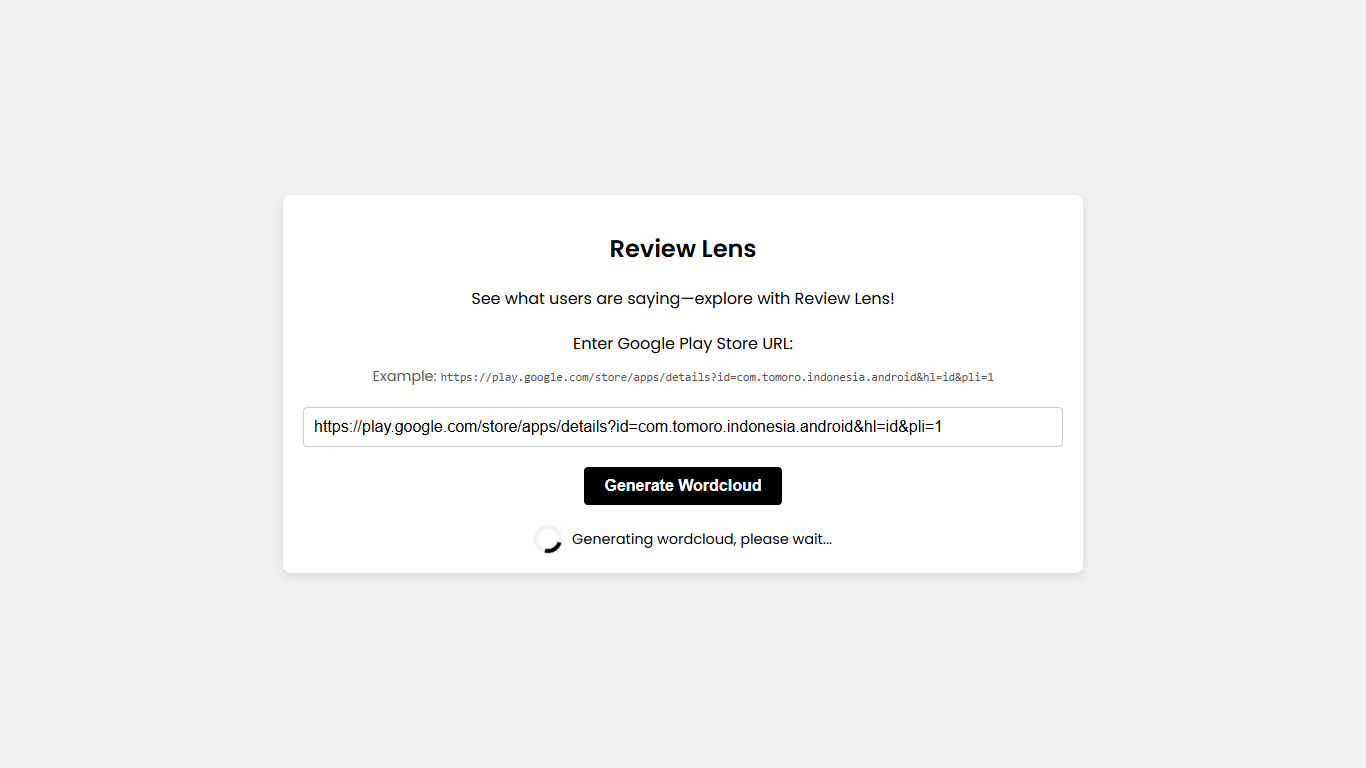 Review Lens
See what users are saying—explore with Review Lens!
Enter Google Play Store URL:
Example: https://play.google.com/store/apps/details?id=com.tomoro.indonesia.android&hl=id&pli=1
https://play.google.com/store/apps/details?id=com.tomoro.indonesia.android&hl=id&pli=1
Generate Wordcloud
Generating wordcloud, please wait...